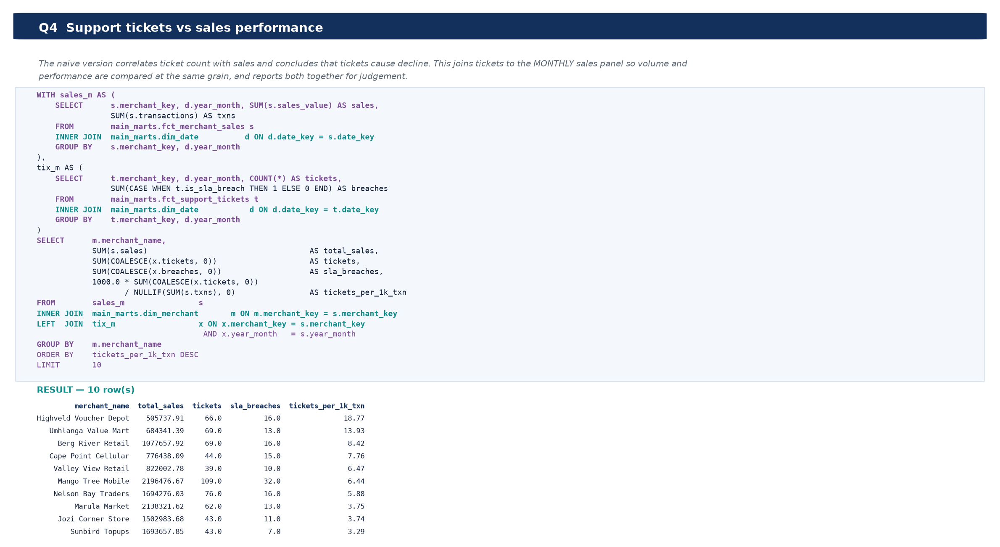 Q4  Support tickets vs sales performance
The naive version correlates ticket count with sales and concludes that tickets cause decline. This joins tickets to the MONTHLY sales panel so volume and
performance are compared at the same grain, and reports both together for judgement.
WITH sales_m AS (
    SELECT      s.merchant_key, d.year_month, SUM(s.sales_value) AS sales,
                SUM(s.transactions) AS txns
    FROM        main_marts.fct_merchant_sales s
    INNER JOIN  main_marts.dim_date          d ON d.date_key = s.date_key
    GROUP BY    s.merchant_key, d.year_month
),
tix_m AS (
    SELECT      t.merchant_key, d.year_month, COUNT(*) AS tickets,
                SUM(CASE WHEN t.is_sla_breach THEN 1 ELSE 0 END) AS breaches
    FROM        main_marts.fct_support_tickets t
    INNER JOIN  main_marts.dim_date           d ON d.date_key = t.date_key
    GROUP BY    t.merchant_key, d.year_month
)
SELECT      m.merchant_name,
            SUM(s.sales)                                   AS total_sales,
            SUM(COALESCE(x.tickets, 0))                    AS tickets,
            SUM(COALESCE(x.breaches, 0))                   AS sla_breaches,
            1000.0 * SUM(COALESCE(x.tickets, 0))
                   / NULLIF(SUM(s.txns), 0)                AS tickets_per_1k_txn
FROM        sales_m                s
INNER JOIN  main_marts.dim_merchant       m ON m.merchant_key = s.merchant_key
LEFT  JOIN  tix_m                  x ON x.merchant_key = s.merchant_key
                                    AND x.year_month   = s.year_month
GROUP BY    m.merchant_name
ORDER BY    tickets_per_1k_txn DESC
LIMIT       10
RESULT — 10 row(s)
merchant_name  total_sales  tickets  sla_breaches  tickets_per_1k_txn
Highveld Voucher Depot  505737.91  66.0  16.0  18.77
Umhlanga Value Mart  684341.39  69.0  13.0  13.93
Berg River Retail  1077657.92  69.0  16.0  8.42
Cape Point Cellular  776438.09  44.0  15.0  7.76
Valley View Retail  822002.78  39.0  10.0  6.47
Mango Tree Mobile  2196476.67  109.0  32.0  6.44
Nelson Bay Traders  1694276.03  76.0  16.0  5.88
Marula Market  2138321.62  62.0  13.0  3.75
Jozi Corner Store  1502983.68  43.0  11.0  3.74
Sunbird Topups  1693657.85  43.0  7.0  3.29